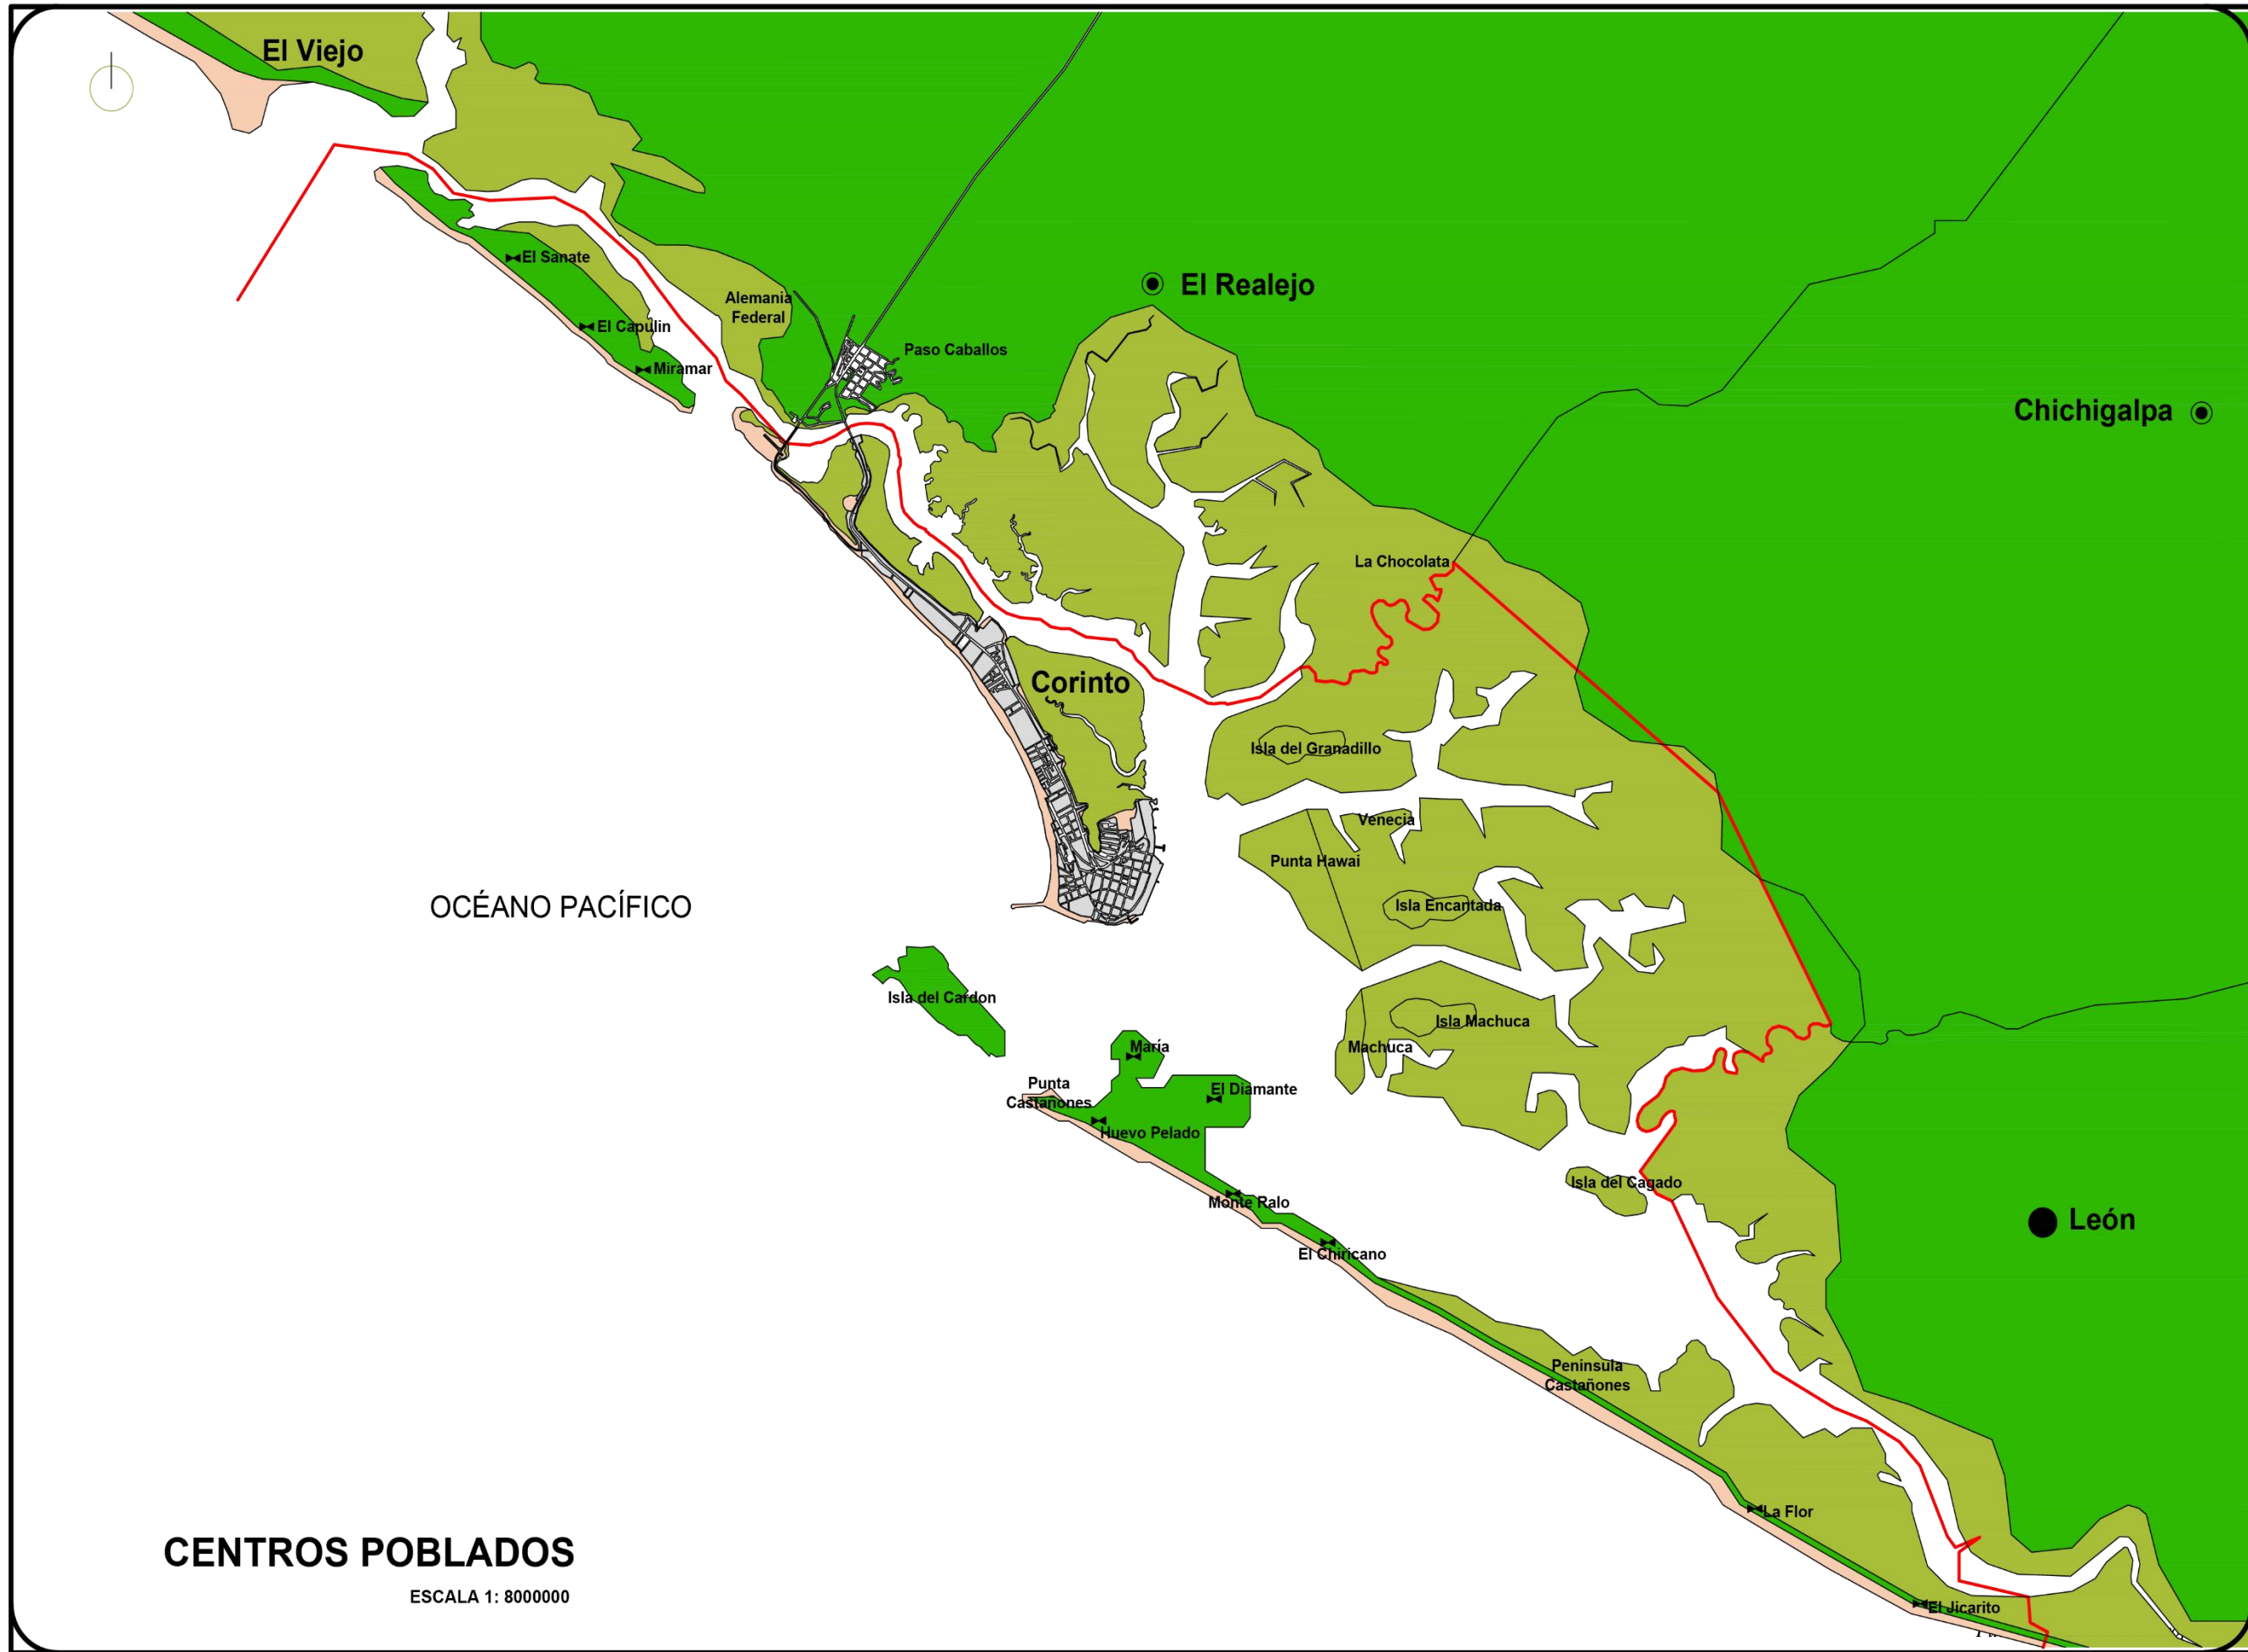 El Viejo
El Sanate
El Realejo
Alemania
Federal
El Capulin
Paso Caballos
Miramar
Chichigalpa
La Chocolata
Corinto
Isla del Granadillo
Venecia
Punta Hawai
OCÉANO PACÍFICO
Isla Encantada
Isla del Cardon
Isla Machuca
María
Machuca
Punta
Castañones
El Diamante
Huevo Pelado
Isla del Cagado
Monte Ralo
León
El Chiricano
Peninsula
Castañones
La Flor
CENTROS POBLADOS
ESCALA 1: 8000000
El Jicarito